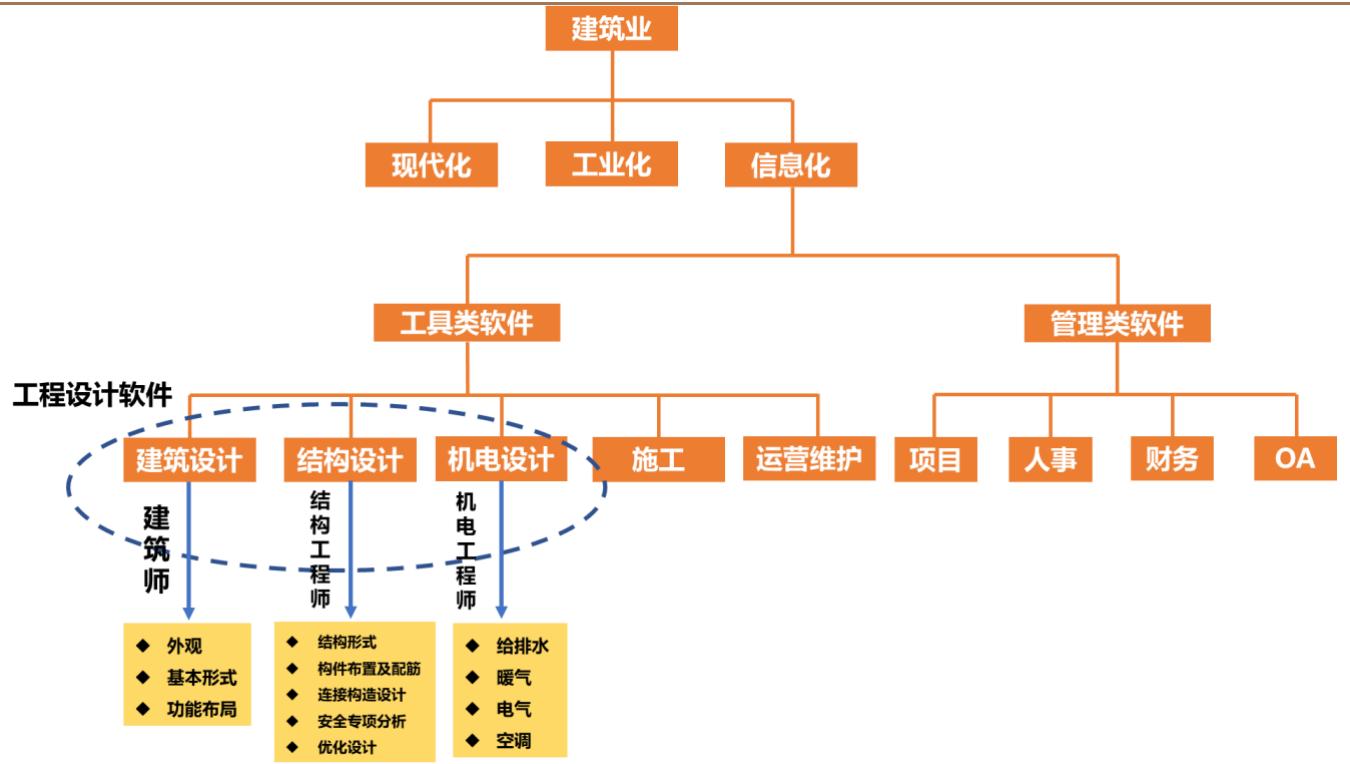 建筑业
现代化
工业化
信息化
工具类软件
管理类软件
工程设计软件
建筑设计
结构设计
机电设计
施工
运营维护
项目
人事
财务
OA
建筑师
结构工程师
机电工程师
外观
基本形式
功能布局
结构形式
构件布置及配筋
连接构造设计
安全专项分析
优化设计
给排水
暖气
电气
空调